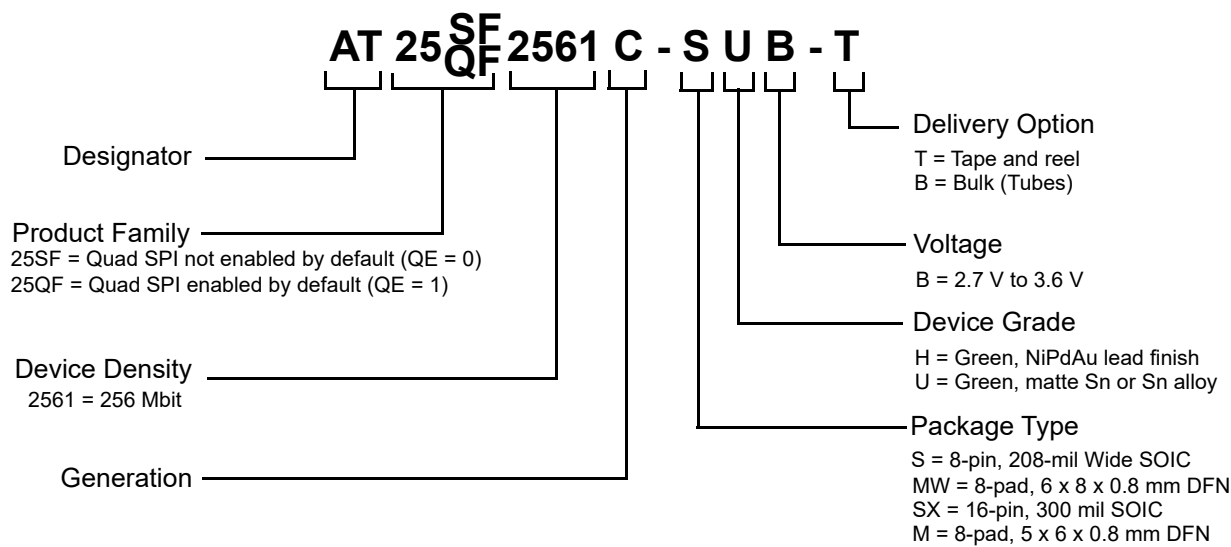 AT 25 SF 2561 C - S U B - T
QF
Designator
Product Family
25SF = Quad SPI not enabled by default (QE = 0)
25QF = Quad SPI enabled by default (QE = 1)
Device Density
2561 = 256 Mbit
Generation
Delivery Option
T = Tape and reel
B = Bulk (Tubes)
Voltage
B = 2.7 V to 3.6 V
Device Grade
H = Green, NiPdAu lead finish
U = Green, matte Sn or Sn alloy
Package Type
S = 8-pin, 208-mil Wide SOIC
MW = 8-pad, 6 x 8 x 0.8 mm DFN
SX = 16-pin, 300 mil SOIC
M = 8-pad, 5 x 6 x 0.8 mm DFN